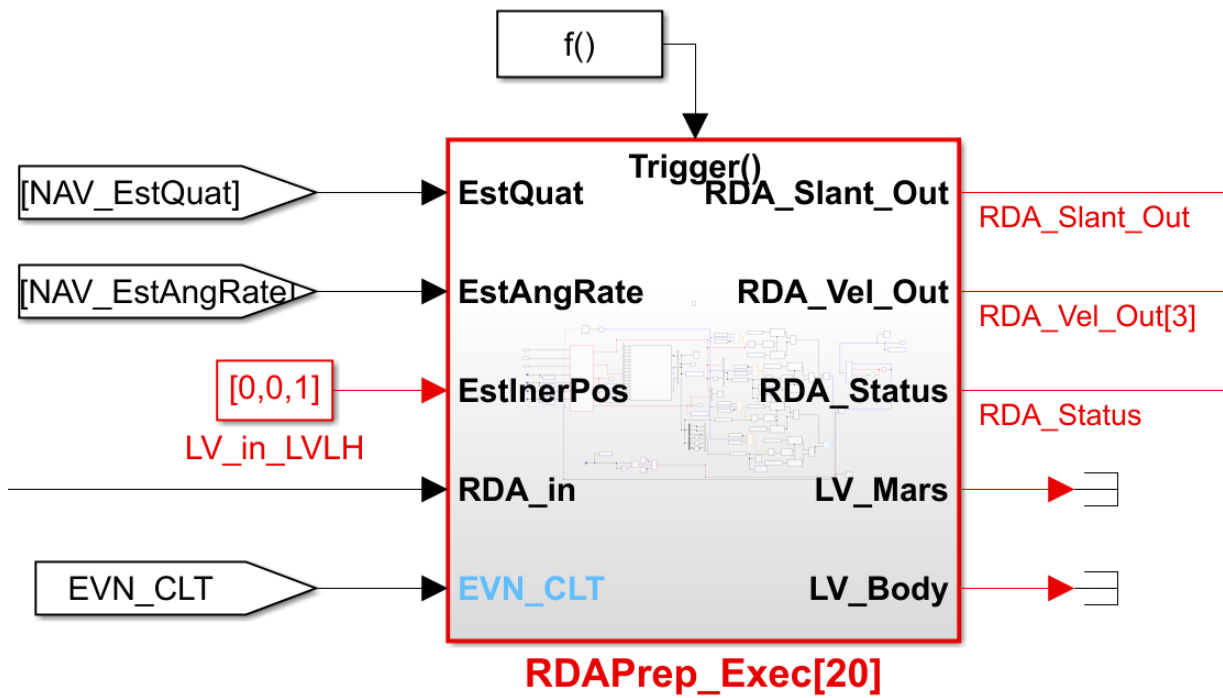 f()
Trigger()
[NAV_EstQuat]
EstQuat
RDA_Slant_Out
RDA_Slant_Out
[NAV_EstAngRate]
EstAngRate
RDA_Vel_Out
RDA_Vel_Out[3]
[0,0,1]
EstInerPos
RDA_Status
RDA_Status
LV_in_LVLH
RDA_in
LV_Mars
EVN_CLT
EVN_CLT
LV_Body
RDAPrep_Exec[20]